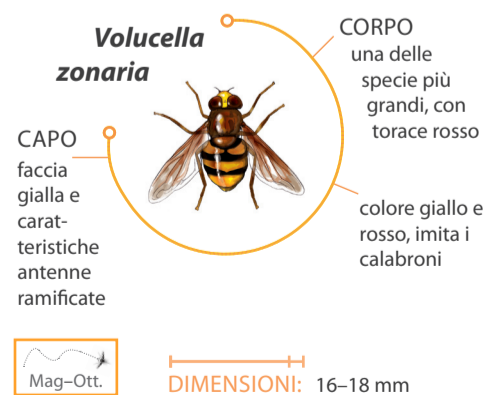 Volucella
zonaria
CORPO
una delle
specie più
grandi, con
torace rosso
CAPO
faccia
gialla e
carat-
teristiche
antenne
ramificate
colore giallo e
rosso, imita i
calabroni
Mag–Ott.
DIMENSIONI: 16–18 mm